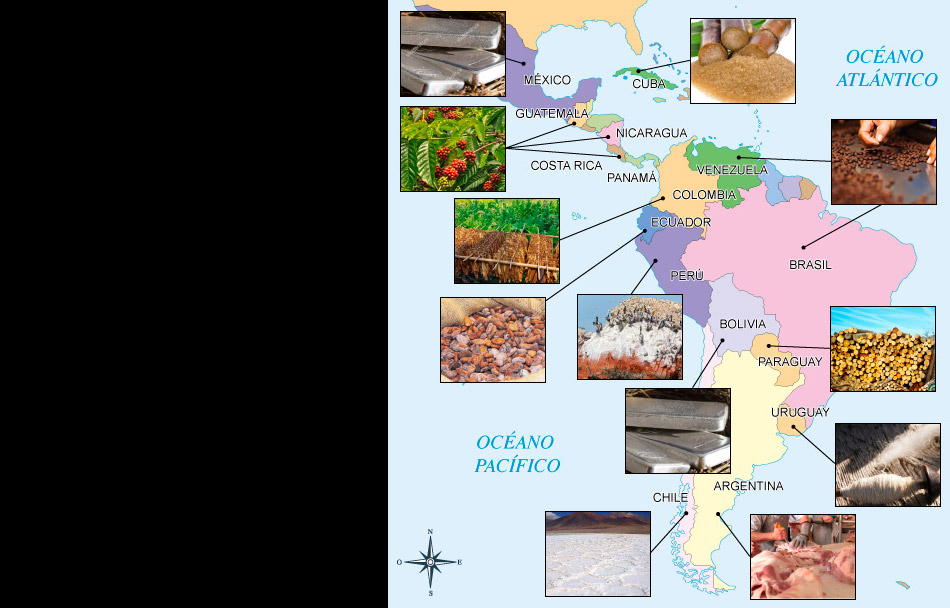 OCÉANO
ATLÁNTICO
MÉXICO
CUBA
GUATEMALA
NICARAGUA
COSTA RICA
PANAMÁ
VENEZUELA
COLOMBIA
ECUADOR
BRASIL
PERÚ
BOLIVIA
PARAGUAY
URUGUAY
OCÉANO
PACÍFICO
ARGENTINA
CHILE
N
O
E
S